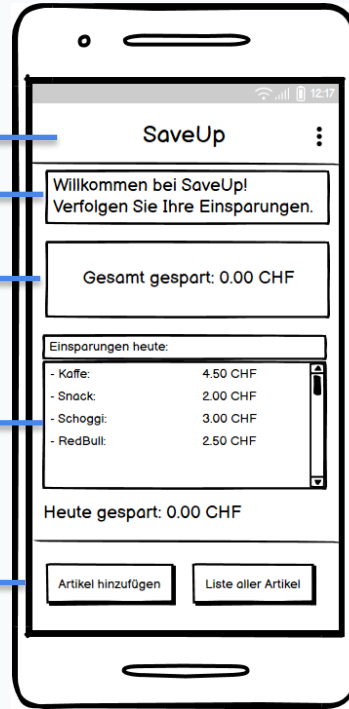 12:17
SaveUp
Willkommen bei SaveUp!
Verfolgen Sie Ihre Einsparungen.
Gesamt gespart: 0.00 CHF
Einsparungen heute:
- Kaffe: 4.50 CHF
- Snack: 2.00 CHF
- Schoggi: 3.00 CHF
- RedBull: 2.50 CHF
Heute gespart: 0.00 CHF
Artikel hinzufügen Liste aller Artikel